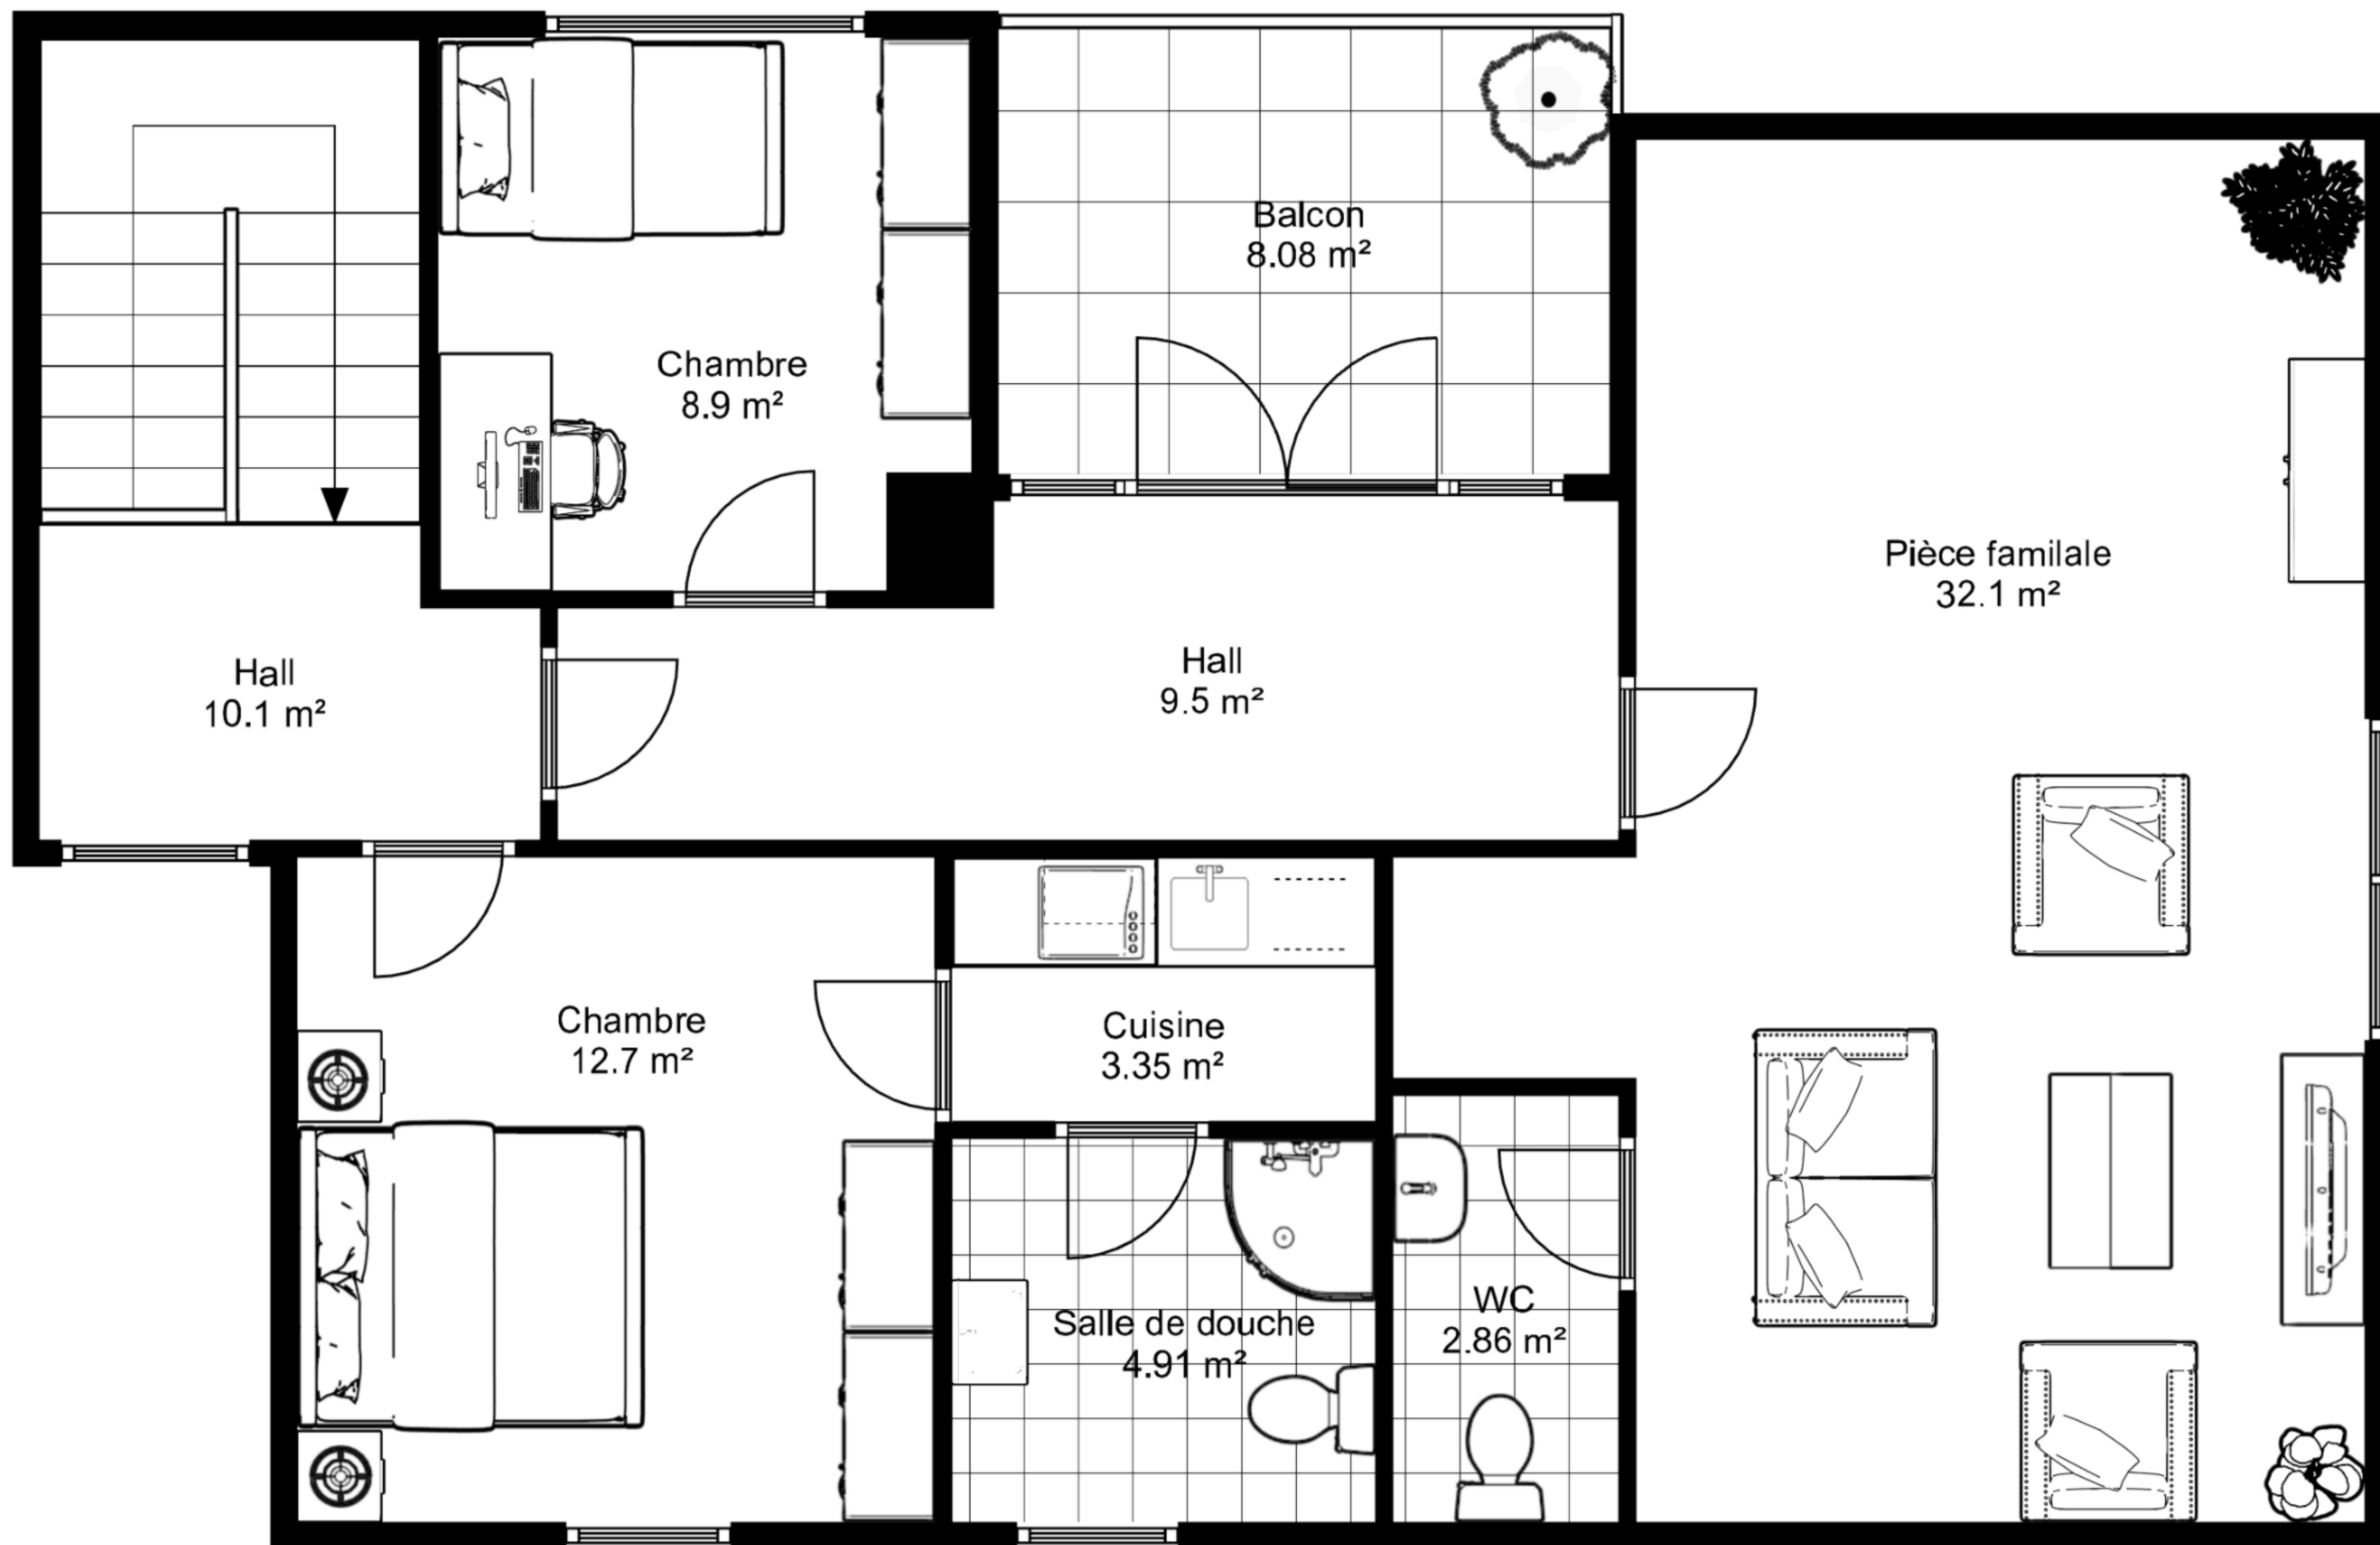 Balcon
8.08 m²
Chambre
8.9 m²
Pièce familale
32.1 m²
Hall
10.1 m²
Hall
9.5 m²
Chambre
12.7 m²
Cuisine
3.35 m²
Salle de douche
4.91 m²
WC
2.86 m²